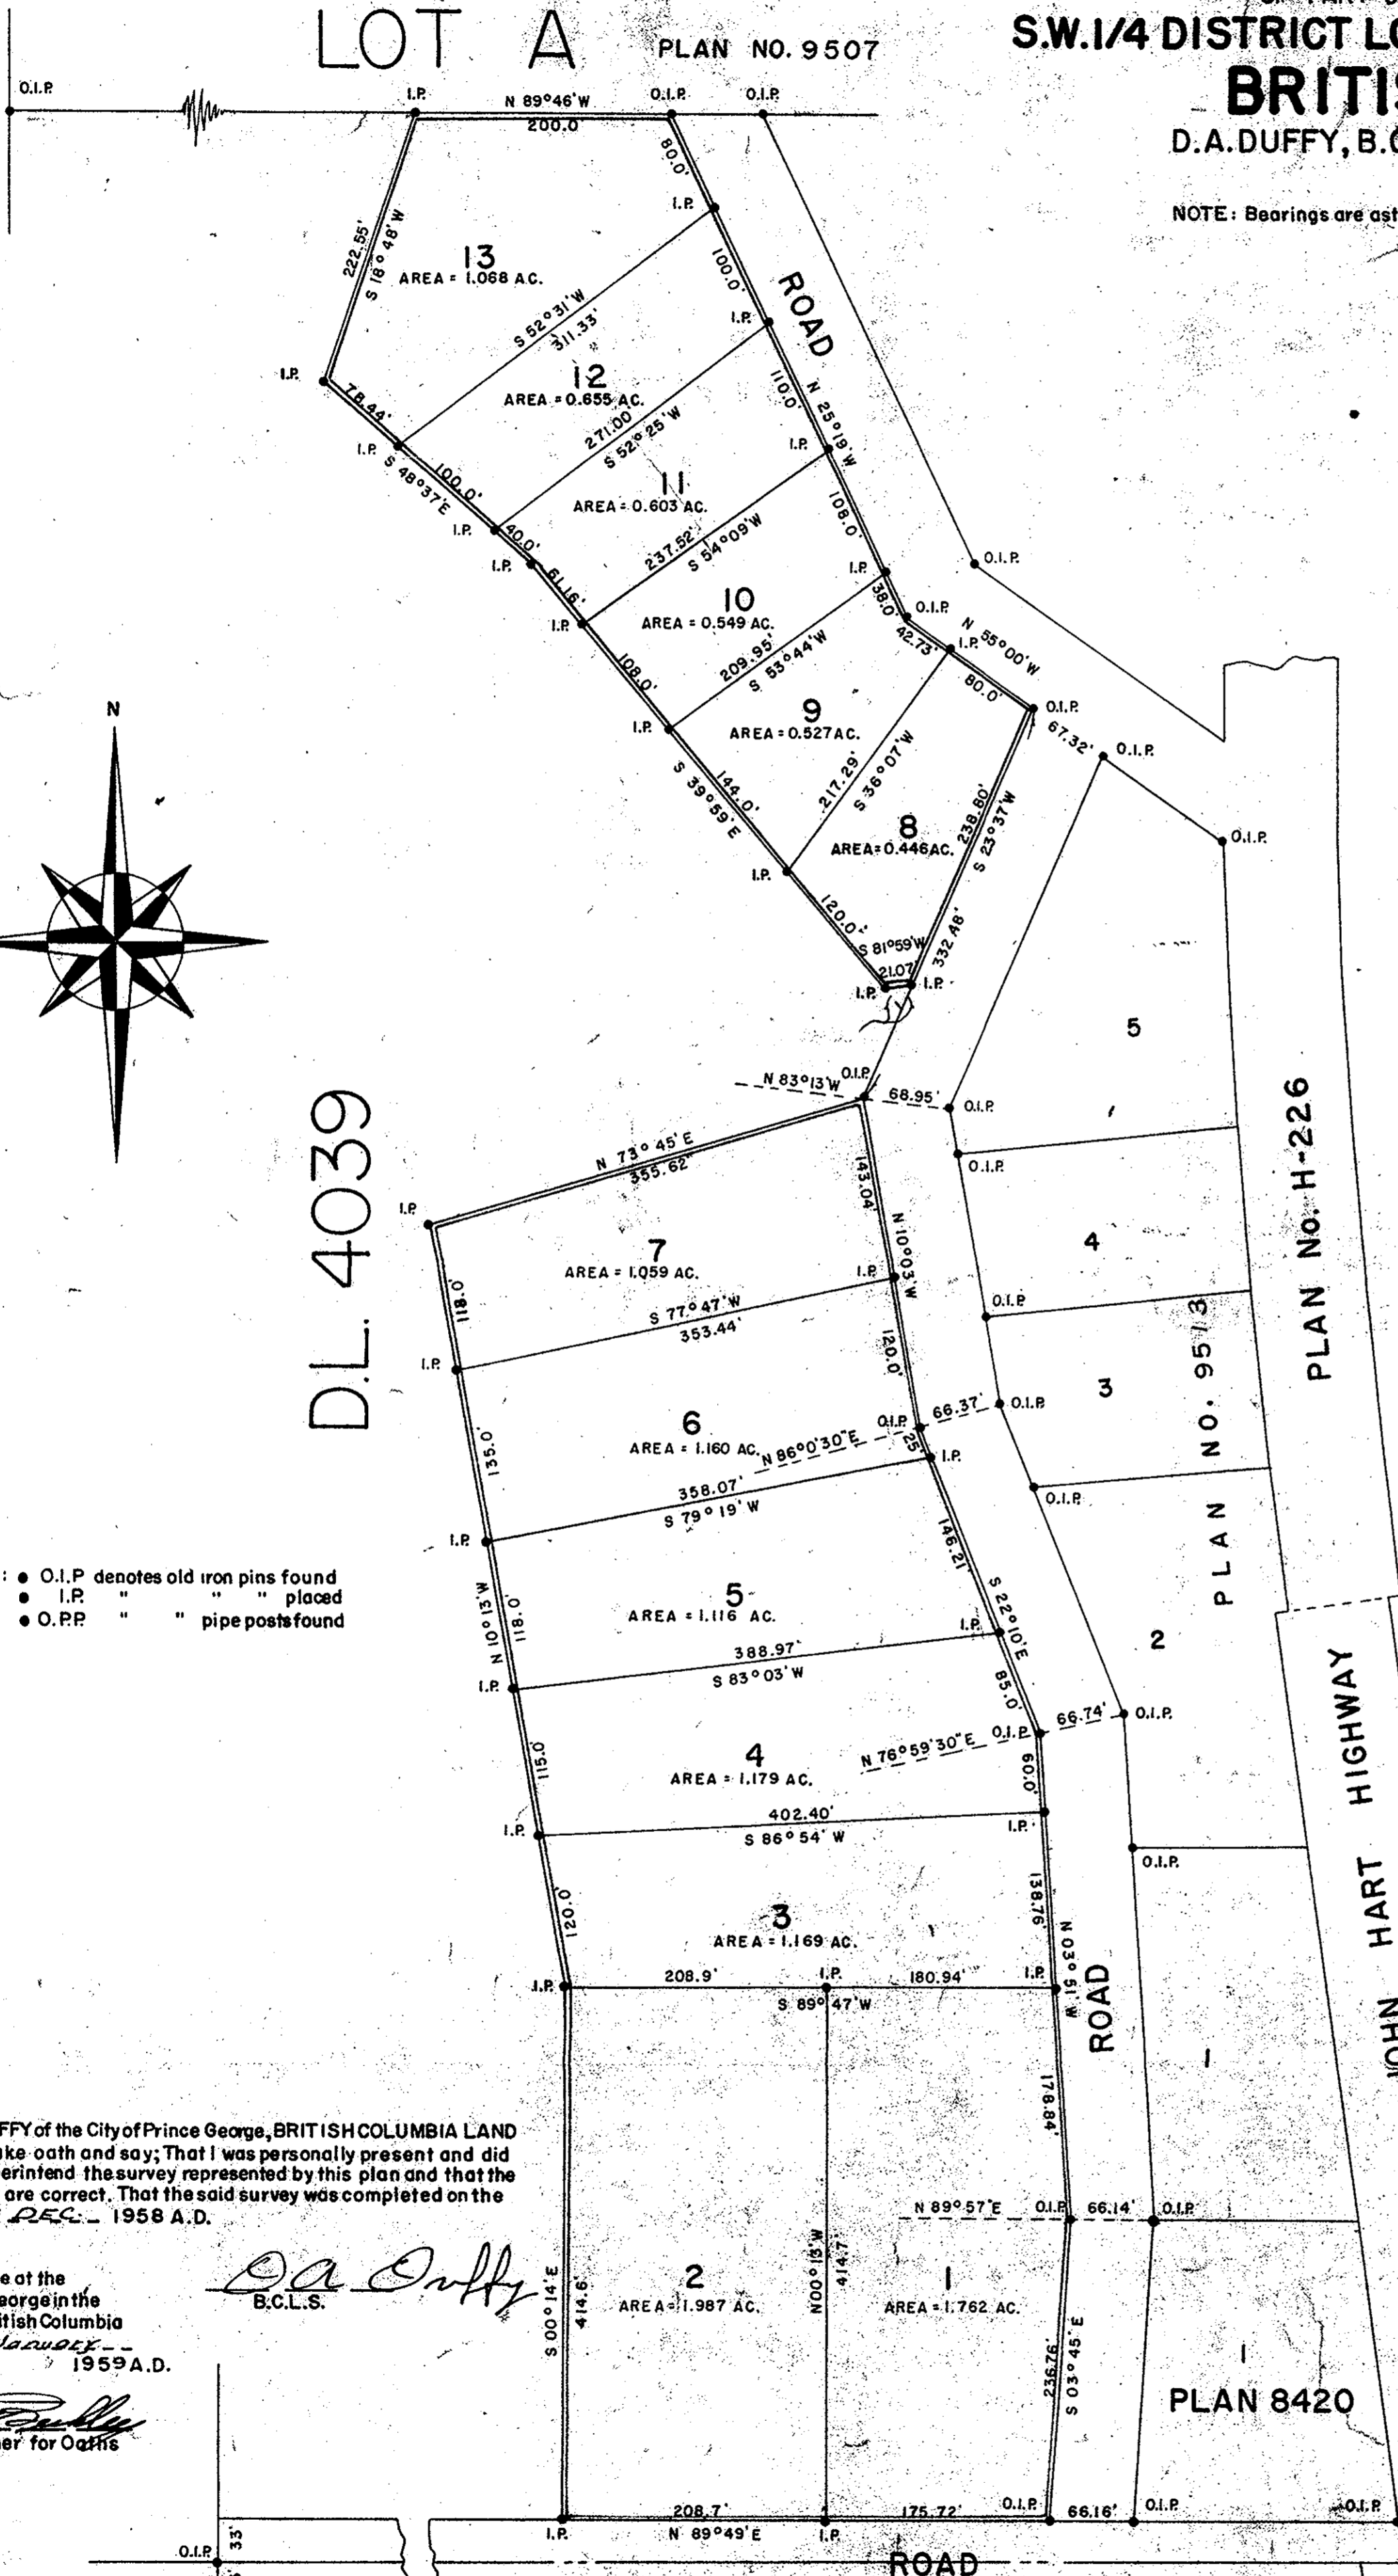 LOT A
PLAN NO. 9507
S.W.1/4 DISTRICT
D.A. DUFFY,
NOTE: Bearings are
O.I.P.
I.P.
N 89°46'W
200.0'
O.I.P.
O.I.P.
80.0'
I.P.
222.55'
S 18°48'W
13
AREA = 1.068 AC.
100.0'
ROAD
S 52°31'W
311.33'
I.P.
I.P.
78.44'
12
AREA = 0.655 AC.
110.0'
N 25°19'W
271.00
S 52°25'W
I.P.
I.P.
S 48°37'E
100.0'
11
AREA = 0.603 AC.
108.0'
I.P.
40.0'
237.52'
S 54°09'W
I.P.
61.16'
I.P.
O.I.P.
10
AREA = 0.549 AC.
38.0'
O.I.P.
I.P.
42.73'
I.P.
N 55°00'W
209.95'
S 53°44'W
108.0'
80.0'
O.I.P.
9
AREA = 0.527 AC.
I.P.
67.32'
O.I.P.
N
S 39°59'E
144.0'
217.29'
S 36°07'W
8
AREA = 0.446 AC.
238.80'
S 23°37'W
O.I.P.
I.P.
120.0'
S 81°59'W
21.07'
332.48'
I.P.
I.P.
5
N 83°13'W
O.I.P.
68.95'
O.I.P.
D.L. 4039
N 73°45'E
355.62'
143.04'
O.I.P.
PLAN No. H-226
I.P.
7
AREA = 1.059 AC.
N 10°03'W
4
118.0'
I.P.
S 77°47'W
353.44'
O.I.P.
I.P.
120.0'
3
PLAN NO. 9513
6
AREA = 1.160 AC.
N 86°0'30"E
O.I.P.
66.37'
O.I.P.
135.0'
25'
I.P.
358.07'
S 79°19'W
O.I.P.
I.P.
146.21'
: ● O.I.P denotes old iron pins found
● I.P. " " " placed
● O.P.P. " " pipe posts found
N 10°13'W
118.0'
5
AREA = 1.116 AC.
S 22°10'E
I.P.
2
388.97'
S 83°03'W
I.P.
85.0'
JOHN HART HIGHWAY
4
AREA = 1.179 AC.
N 76°59'30"E
O.I.P.
66.74'
O.I.P.
115.0'
60.0'
402.40'
S 86°54'W
I.P.
I.P.
O.I.P.
120.0'
138.76'
3
AREA = 1.169 AC.
N 03°51'W
ROAD
I.P.
208.9'
I.P.
180.94'
I.P.
S 89°47'W
1
178.84'
FFY of the City of Prince George, BRITISH COLUMBIA LAND
ke oath and say; That I was personally present and did
erintend the survey represented by this plan and that the
are correct. That the said survey was completed on the
DEC. 1958 A.D.
N 89°57'E
O.I.P.
66.14'
O.I.P.
e at the
eorge in the
itish Columbia
January
1959 A.D.
DA Duffy
B.C.L.S.
er for Oaths
S 00°14'E
414.6'
2
AREA = 1.987 AC.
N00°13'W
414.7'
1
AREA = 1.762 AC.
236.76'
S 03°45'E
1
PLAN 8420
208.7'
175.72'
O.I.P.
66.16'
O.I.P.
O.I.P.
I.P.
N 89°49'E
I.P.
33'
O.I.P.
ROAD